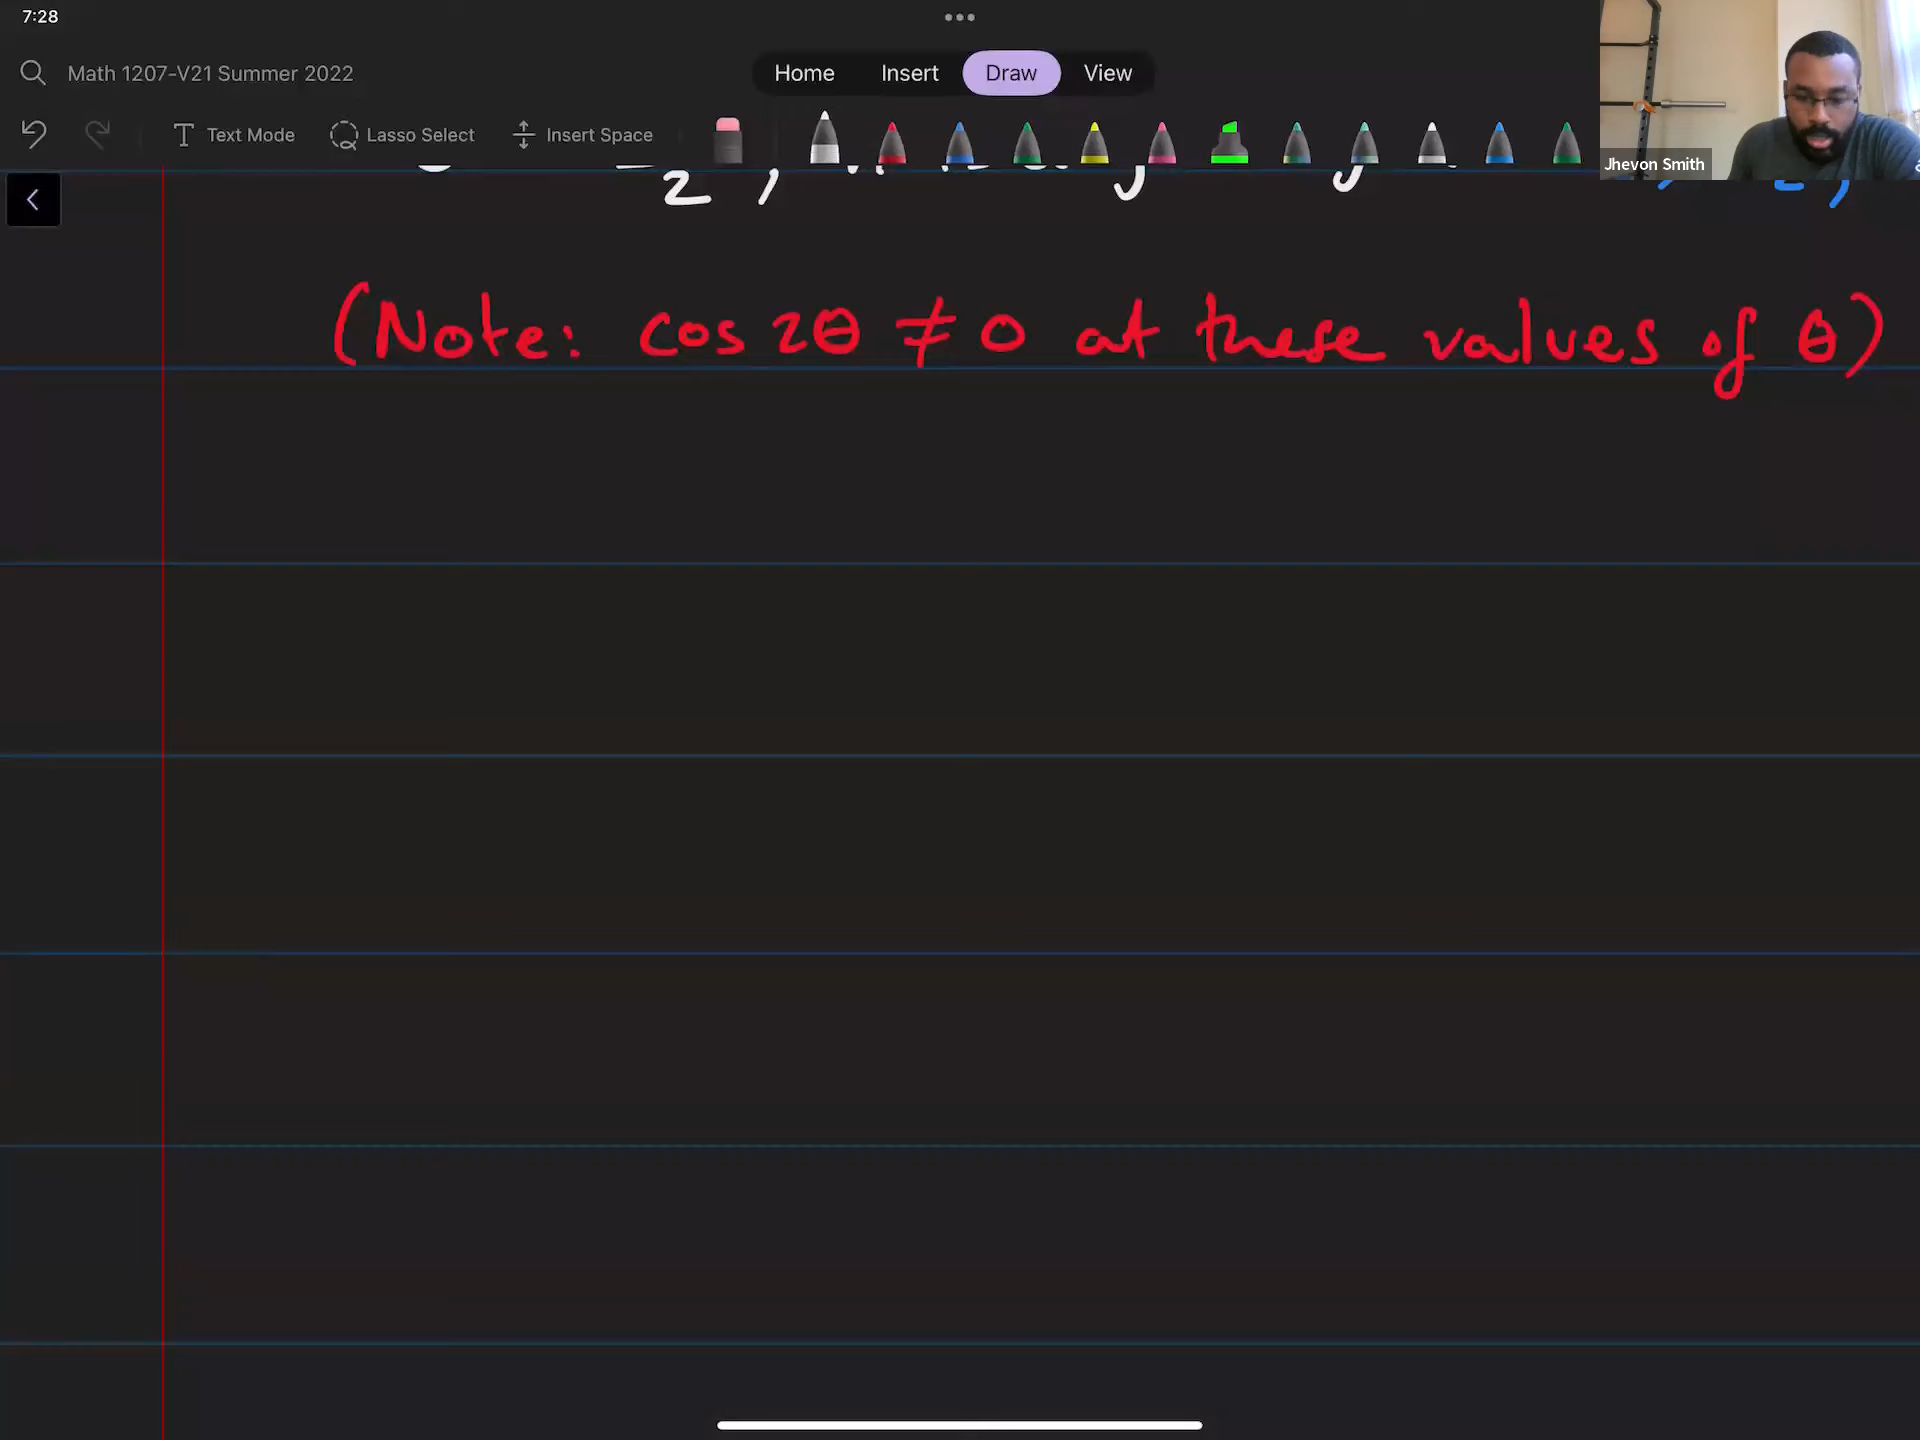 7:28
Math 1207-V21 Summer 2022
Home Insert Draw View
Text Mode Lasso Select Insert Space
Jhevon Smith
2 ,
(Note: cos 2θ ≠ 0 at these values of θ)